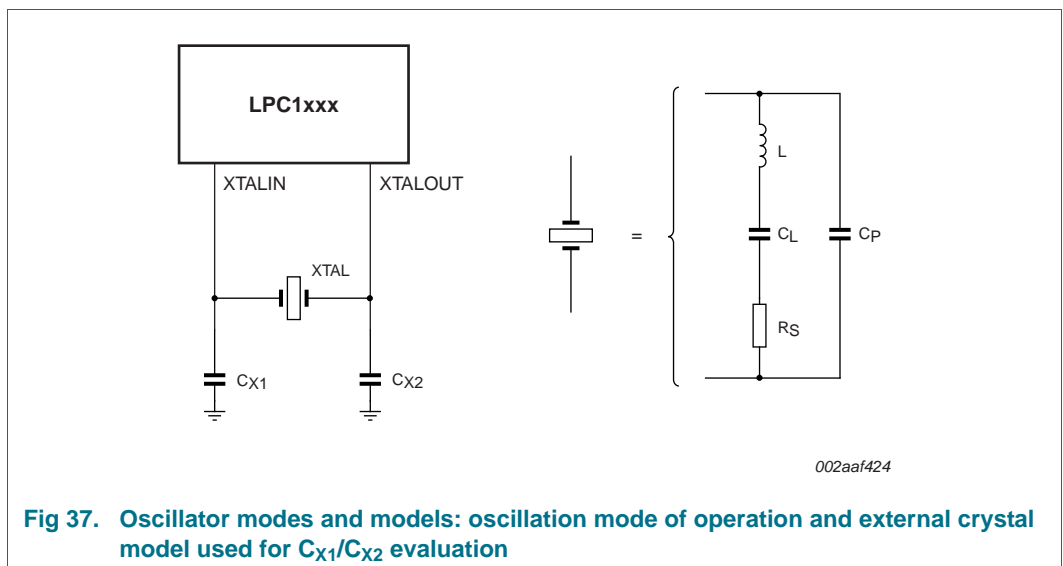 LPC1xxx
XTALIN
XTALOUT
XTAL
CX1
CX2
=
L
CL
CP
RS
002aaf424
Fig 37. Oscillator modes and models: oscillation mode of operation and external crystal
model used for CX1/CX2 evaluation